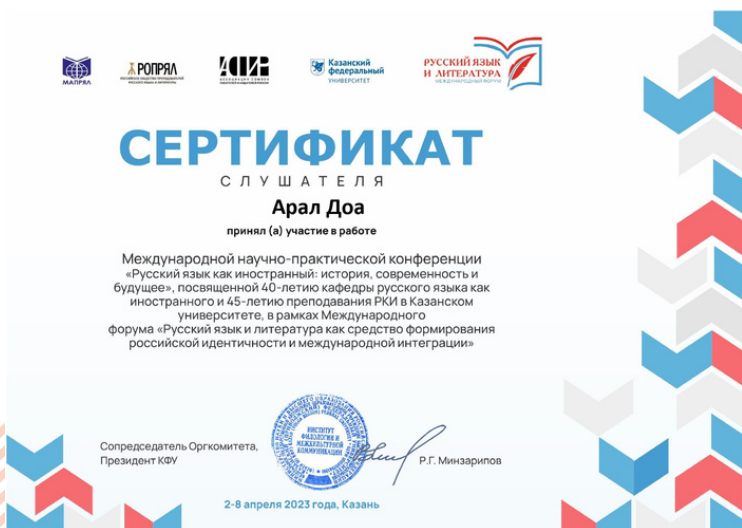 МАПРЯЛ
РОПРЯЛ
Казанский
федеральный
УНИВЕРСИТЕТ
РУССКИЙ ЯЗЫК
И ЛИТЕРАТУРА
МЕЖДУНАРОДНЫЙ ФОРУМ
СЕРТИФИКАТ
СЛУШАТЕЛЯ
Арал Доа
принял (а) участие в работе
Международной научно-практической конференции
«Русский язык как иностранный: история, современность и
будущее», посвященной 40-летию кафедры русского языка как
иностранного и 45-летию преподавания РКИ в Казанском
университете, в рамках Международного
форума «Русский язык и литература как средство формирования
российской идентичности и международной интеграции»
ИНСТИТУТ
ФИЛОЛОГИИ И
МЕЖКУЛЬТУРНОЙ
КОММУНИКАЦИИ
Сопредседатель Оргкомитета,
Президент КФУ
Р.Г. Минзарипов
2-8 апреля 2023 года, Казань